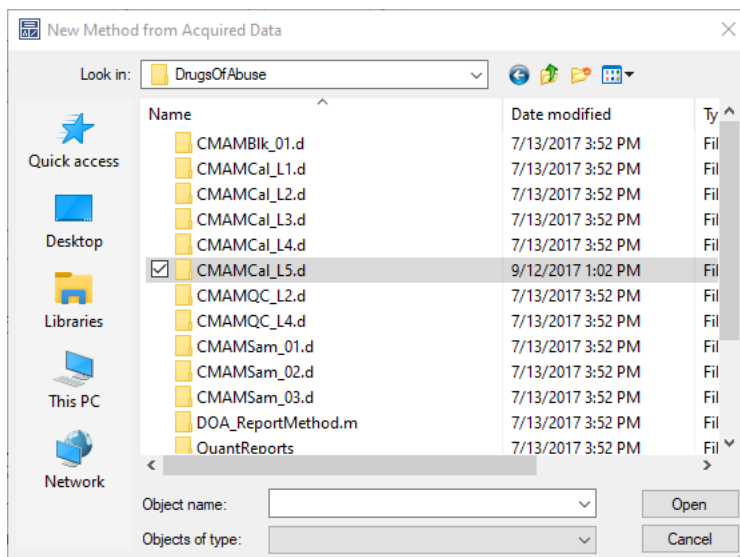 New Method from Acquired Data
Look in: DrugsOfAbuse
Name Date modified Ty
CMAMBlk_01.d 7/13/2017 3:52 PM Fil
CMAMCal_L1.d 7/13/2017 3:52 PM Fil
CMAMCal_L2.d 7/13/2017 3:52 PM Fil
CMAMCal_L3.d 7/13/2017 3:52 PM Fil
CMAMCal_L4.d 7/13/2017 3:52 PM Fil
CMAMCal_L5.d 9/12/2017 1:02 PM Fil
CMAMQC_L2.d 7/13/2017 3:52 PM Fil
CMAMQC_L4.d 7/13/2017 3:52 PM Fil
CMAMSam_01.d 7/13/2017 3:52 PM Fil
CMAMSam_02.d 7/13/2017 3:52 PM Fil
CMAMSam_03.d 7/13/2017 3:52 PM Fil
DOA_ReportMethod.m 7/13/2017 3:52 PM Fil
QuantReports 7/13/2017 3:52 PM Fil
Quick access
Desktop
Libraries
This PC
Network
Object name:
Open
Objects of type:
Cancel